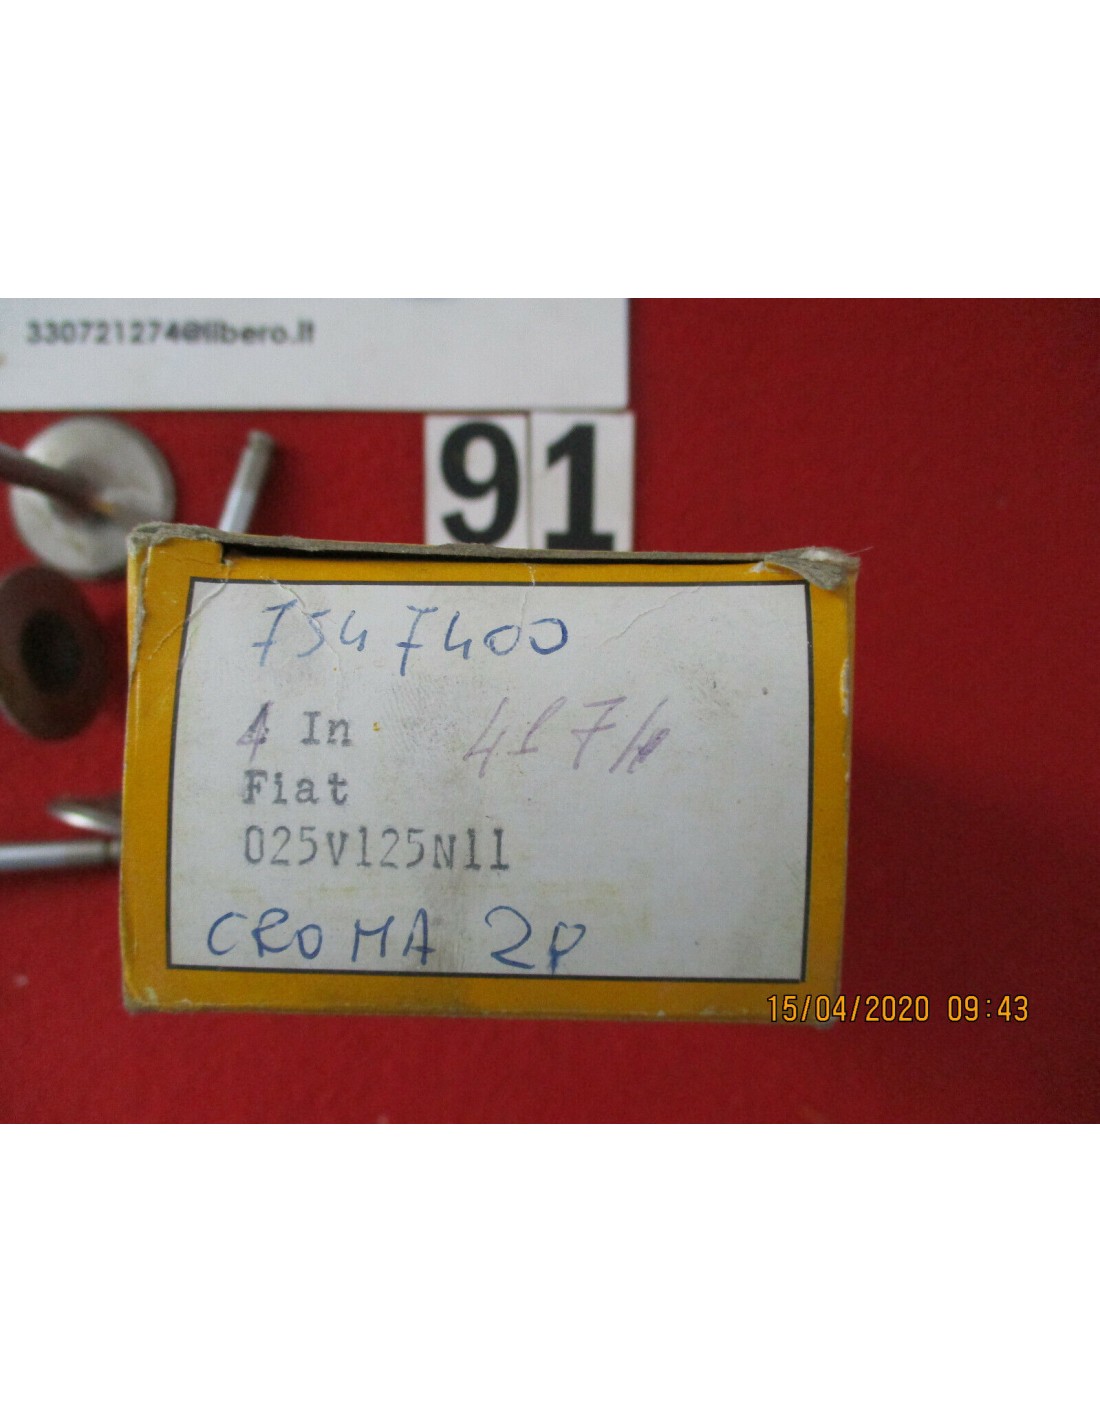 330721274@libero.it
91
7547400
4 In
Fiat
025V125N11
CROMA 2P
15/04/2020 09:43